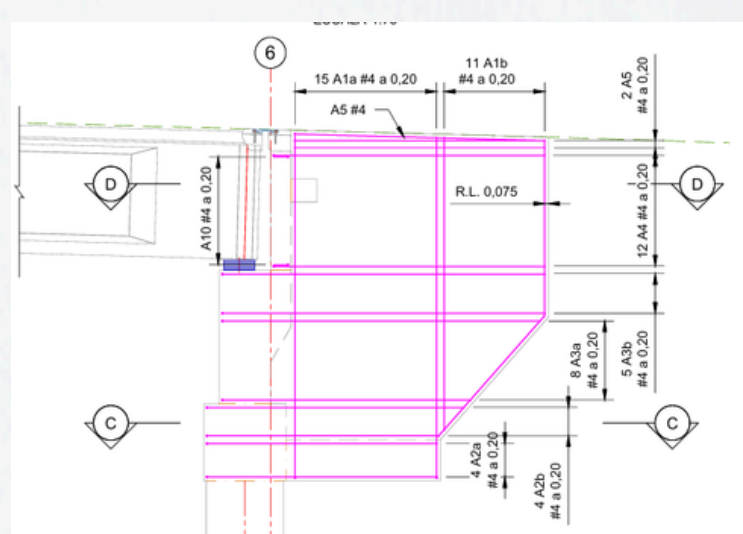 6
11 A1b
15 A1a #4 a 0,20
#4 a 0,20
2 A5
#4 a 0,20
A5 #4
D
D
A10 #4 a 0,20
R.L. 0,075
12 A4 #4 a 0,20
8 A3a
#4 a 0,20
5 A3b
#4 a 0,20
C
C
4 A2a
#4 a 0,20
4 A2b
#4 a 0,20